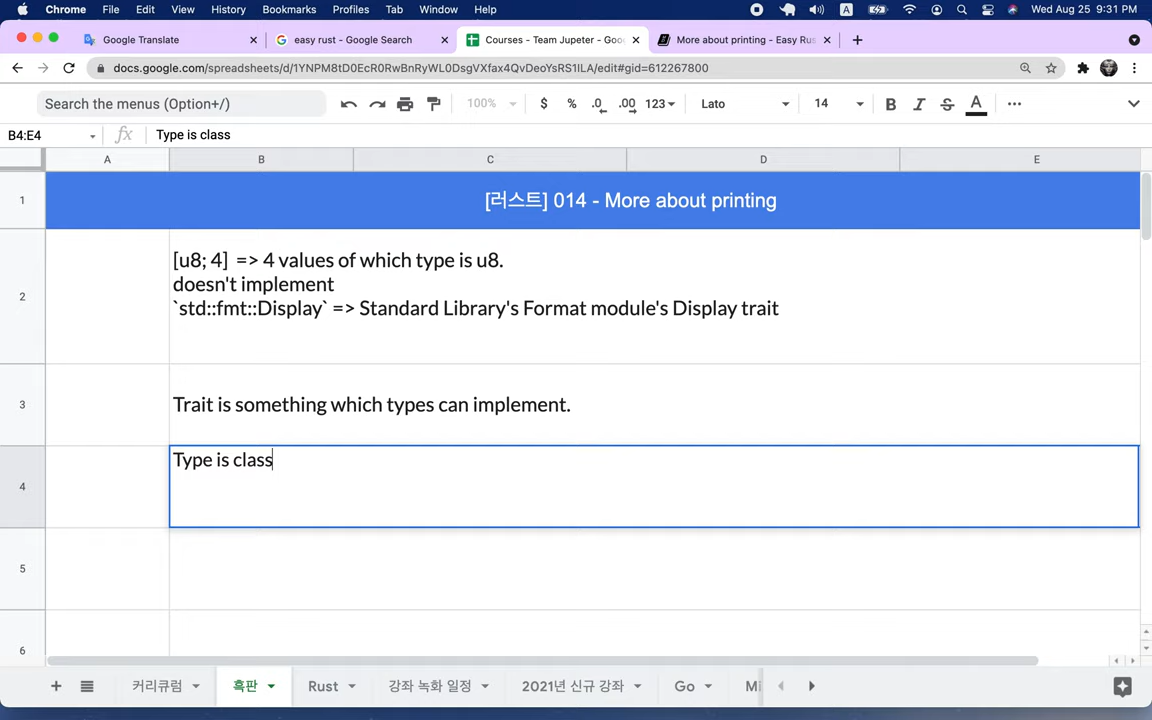 Chrome File Edit View History Bookmarks Profiles Tab Window Help A Wed Aug 25 9:31 PM
Google Translate easy rust - Google Search Courses - Team Jupeter - Goo More about printing - Easy Rus
docs.google.com/spreadsheets/d/1YNPM8tD0EcR0RwBnRyWL0DsgVXfax4QvDeoYsRS1ILA/edit#gid=612267800
Search the menus (Option+/) 100% $ % .0 .00 123 Lato 14 B I S A
B4:E4 fx Type is class
A B C D E
1 [러스트] 014 - More about printing
[u8; 4] => 4 values of which type is u8.
doesn't implement
2
`std::fmt::Display` => Standard Library's Format module's Display trait
3 Trait is something which types can implement.
Type is class
4
5
6
커리큘럼 흑판 Rust 강좌 녹화 일정 2021년 신규 강좌 Go Mi